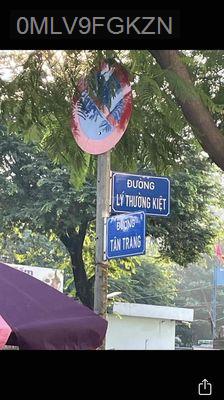 0MLV9FGKZN
ĐƯỜNG
LÝ THƯỜNG KIỆT
ĐƯỜNG
TÂN TRANG